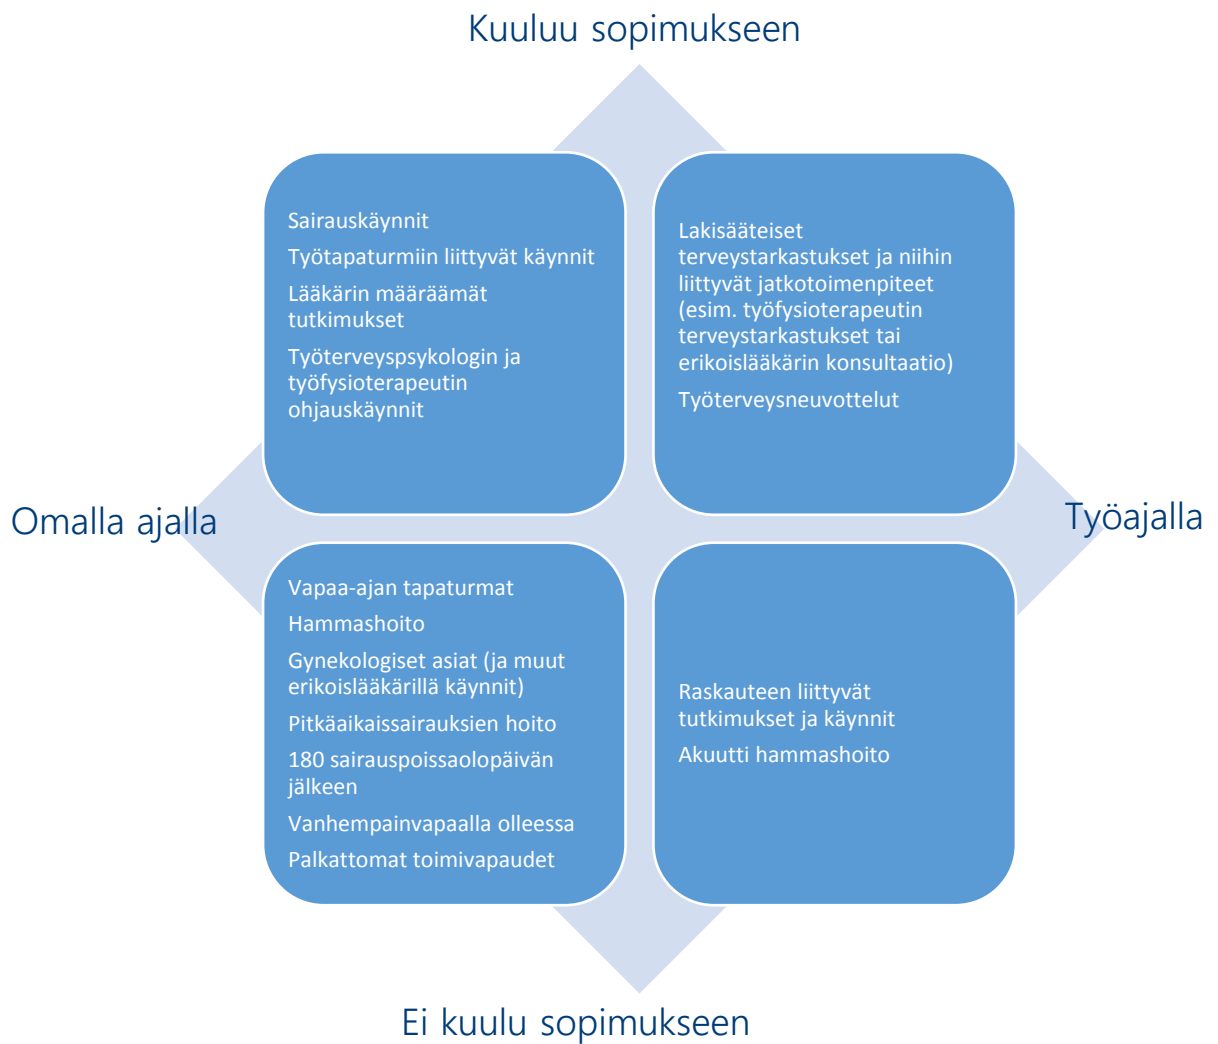 Kuuluu sopimukseen
Sairauskäynnit
Työtapaturmiin liittyvät käynnit
Lääkärin määräämät
tutkimukset
Työterveyspsykologin ja
työfysioterapeutin
ohjauskäynnit
Lakisääteiset
terveystarkastukset ja niihin
liittyvät jatkotoimenpiteet
(esim. työfysioterapeutin
terveystarkastukset tai
erikoislääkärin konsultaatio)
Työterveysneuvottelut
Omalla ajalla
Työajalla
Vapaa-ajan tapaturmat
Hammashoito
Gynekologiset asiat (ja muut
erikoislääkärillä käynnit)
Pitkäaikaissairauksien hoito
180 sairauspoissaolopäivän
jälkeen
Vanhempainvapaalla olleessa
Palkattomat toimivapaudet
Raskauteen liittyvät
tutkimukset ja käynnit
Akuutti hammashoito
Ei kuulu sopimukseen